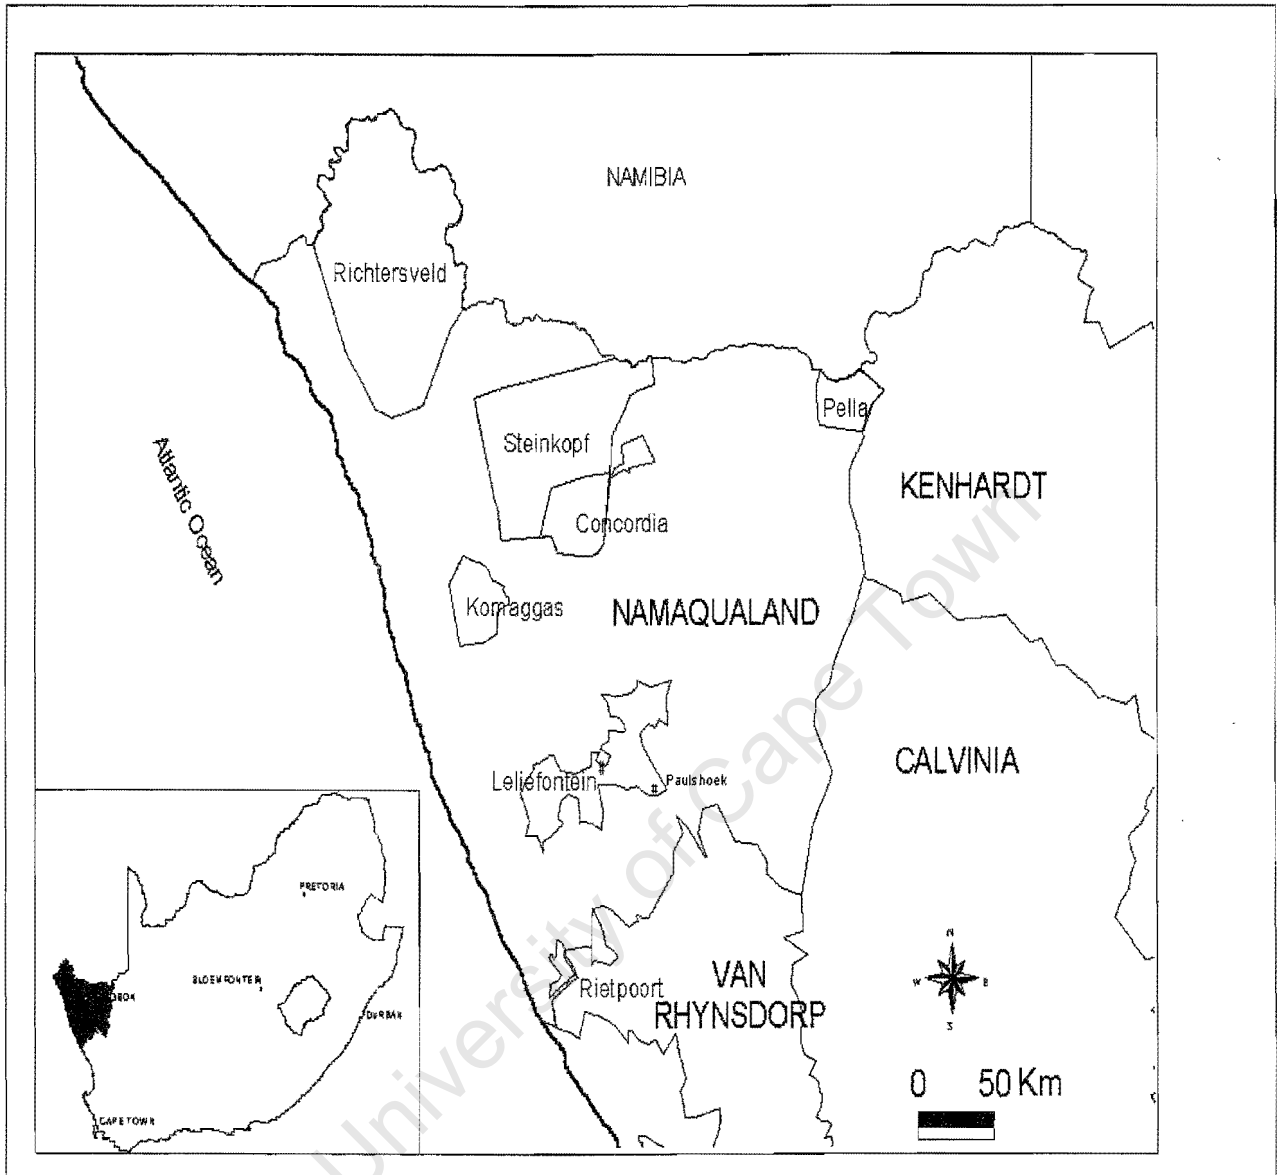 NAMIBIA
Richtersveld
Pella
Steinkopf
KENHARDT
Atlantic Ocean
Concordia
Komaggas
NAMAQUALAND
CALVINIA
Leliefontein
Paulshoek
PRETORIA
BLOEMFONTEIN
DURBAN
CAPE TOWN
Rietpoort
VAN
RHYNSDORP
N
W
E
S
0 50 Km
University of Cape Town